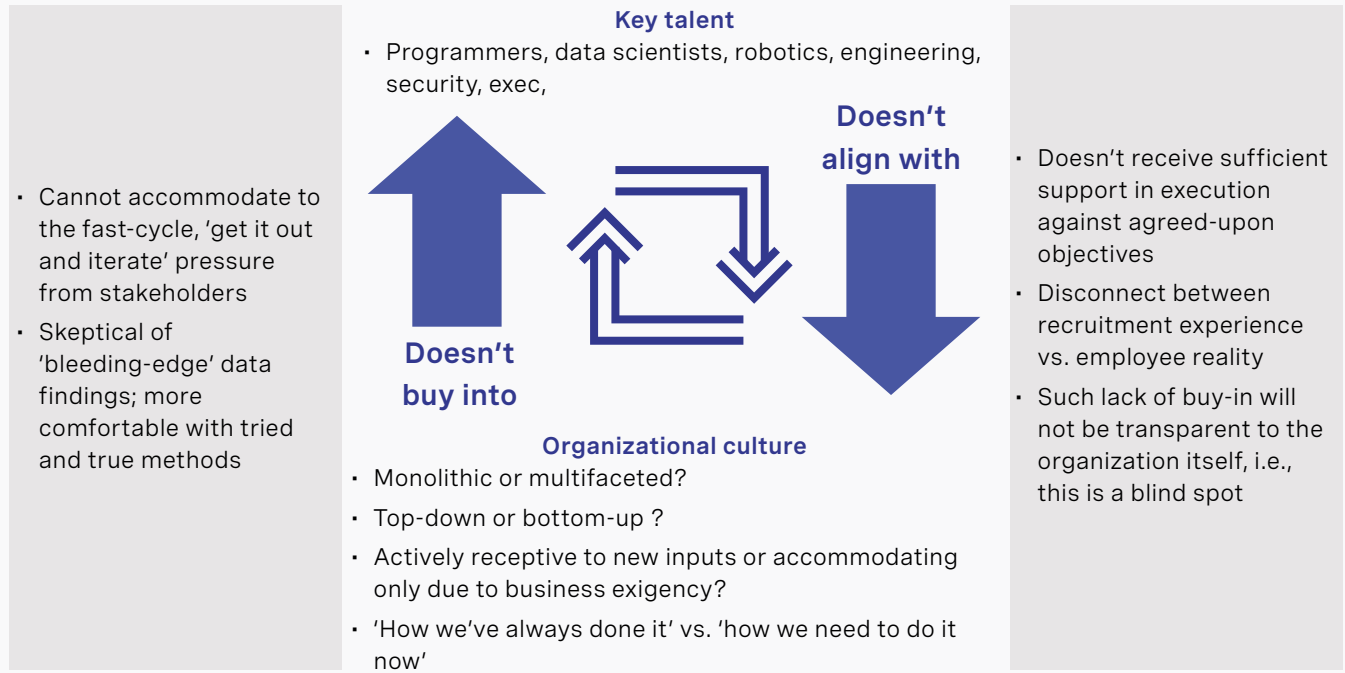 Key talent
· Programmers, data scientists, robotics, engineering,
security, exec,
Doesn't
align with
Doesn't
buy into
Organizational culture
· Monolithic or multifaceted?
· Top-down or bottom-up ?
· Actively receptive to new inputs or accommodating
only due to business exigency?
· ‘How we’ve always done it’ vs. ‘how we need to do it
now’
· Cannot accommodate to
the fast-cycle, ‘get it out
and iterate’ pressure
from stakeholders
· Skeptical of
‘bleeding-edge’ data
findings; more
comfortable with tried
and true methods
· Doesn’t receive sufficient
support in execution
against agreed-upon
objectives
· Disconnect between
recruitment experience
vs. employee reality
· Such lack of buy-in will
not be transparent to the
organization itself, i.e.,
this is a blind spot